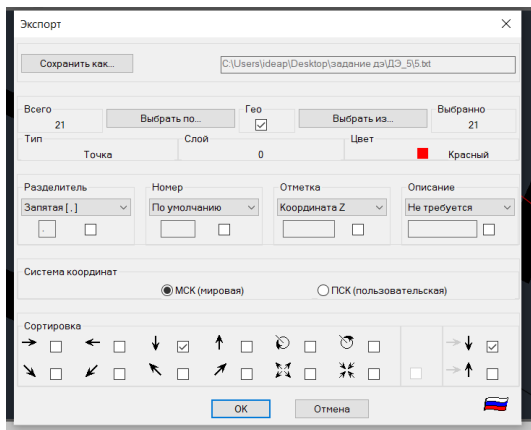 Экспорт
Сохранить как...
C:\Users\ideap\Desktop\задание дэ\ДЭ_5\5.txt
Всего
Гео
Выбранно
21
Выбрать по...
Выбрать из...
21
Тип
Слой
Цвет
Точка
0
Красный
Разделитель
Номер
Отметка
Описание
Запятая [ , ]
По умолчанию
Координата Z
Не требуется
,
Система координат
МСК (мировая)
ПСК (пользовательская)
Сортировка
OK
Отмена